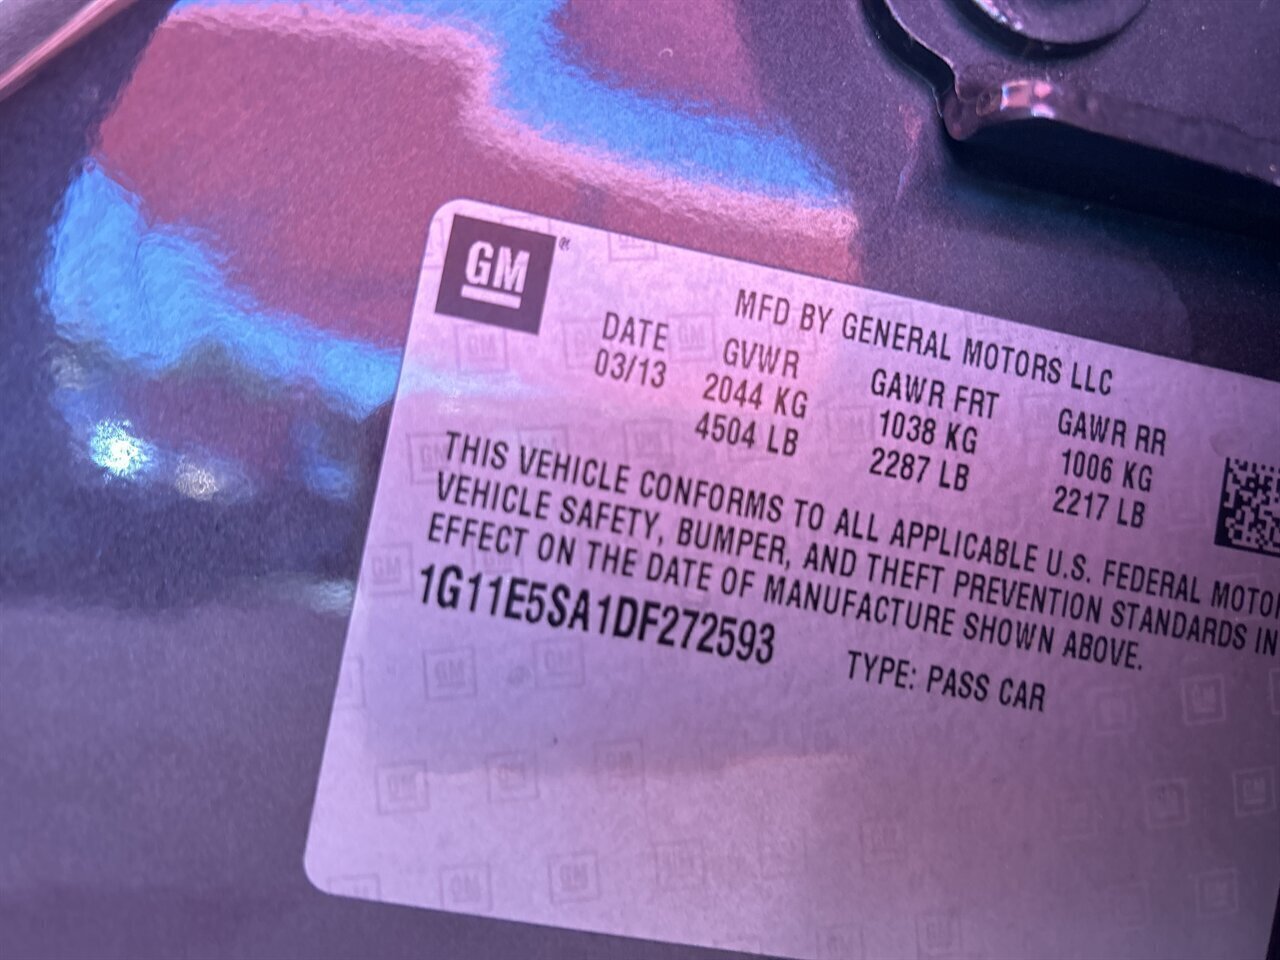 GM®
MFD BY GENERAL MOTORS LLC
DATE GVWR GAWR FRT GAWR RR
03/13 2044 KG 1038 KG 1006 KG
4504 LB 2287 LB 2217 LB
THIS VEHICLE CONFORMS TO ALL APPLICABLE U.S. FEDERAL MOTO
VEHICLE SAFETY, BUMPER, AND THEFT PREVENTION STANDARDS IN
EFFECT ON THE DATE OF MANUFACTURE SHOWN ABOVE.
1G11E5SA1DF272593 TYPE: PASS CAR